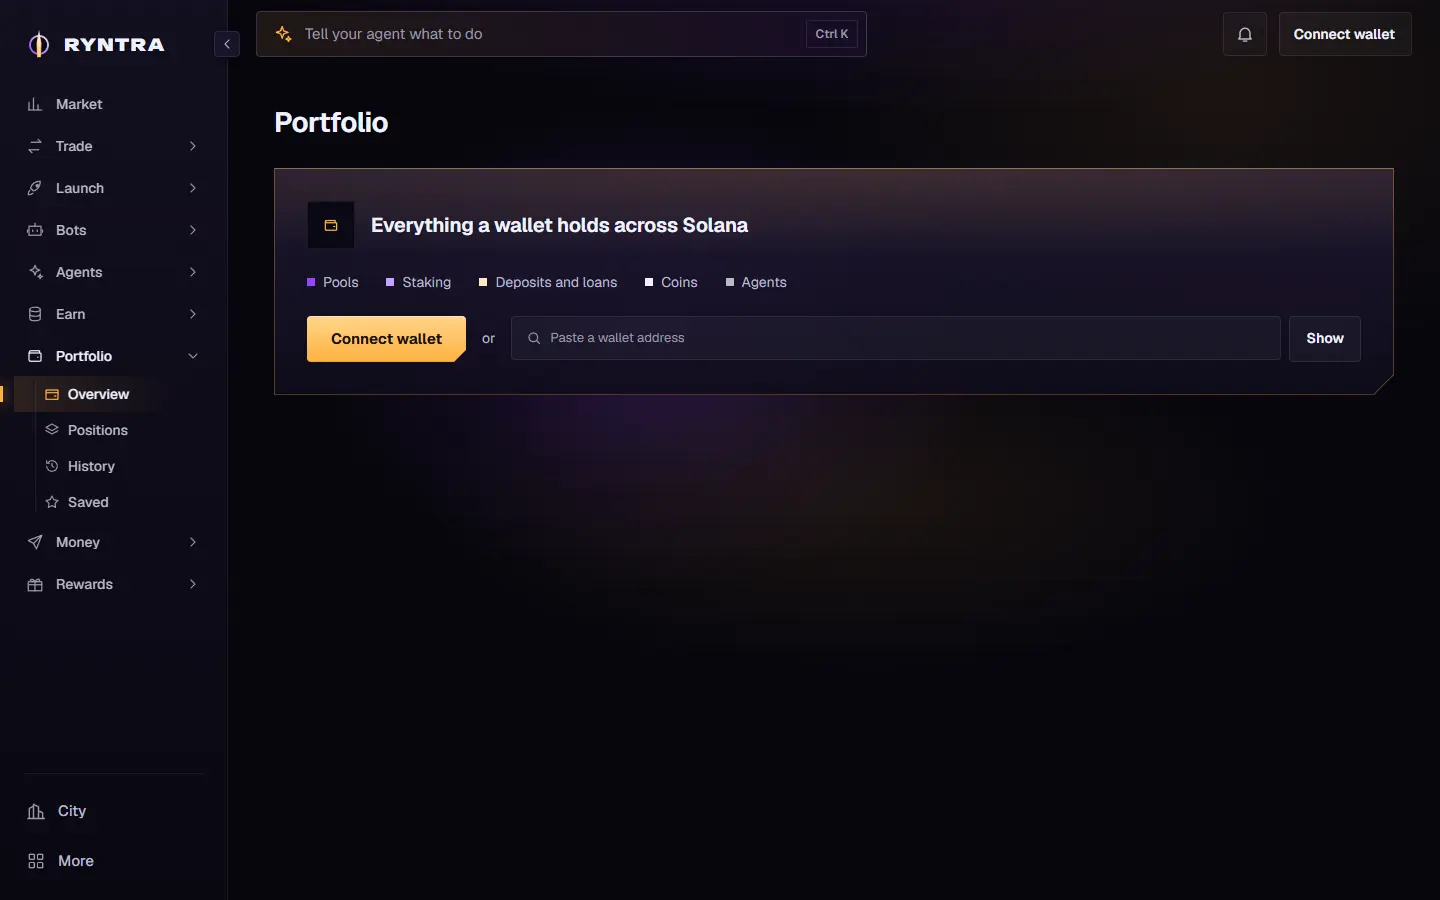 RYNTRA
Tell your agent what to do
Ctrl K
Connect wallet
Market
Trade
Launch
Bots
Agents
Earn
Portfolio
Overview
Positions
History
Saved
Money
Rewards
City
More
Portfolio
Everything a wallet holds across Solana
Pools
Staking
Deposits and loans
Coins
Agents
Connect wallet
or
Paste a wallet address
Show